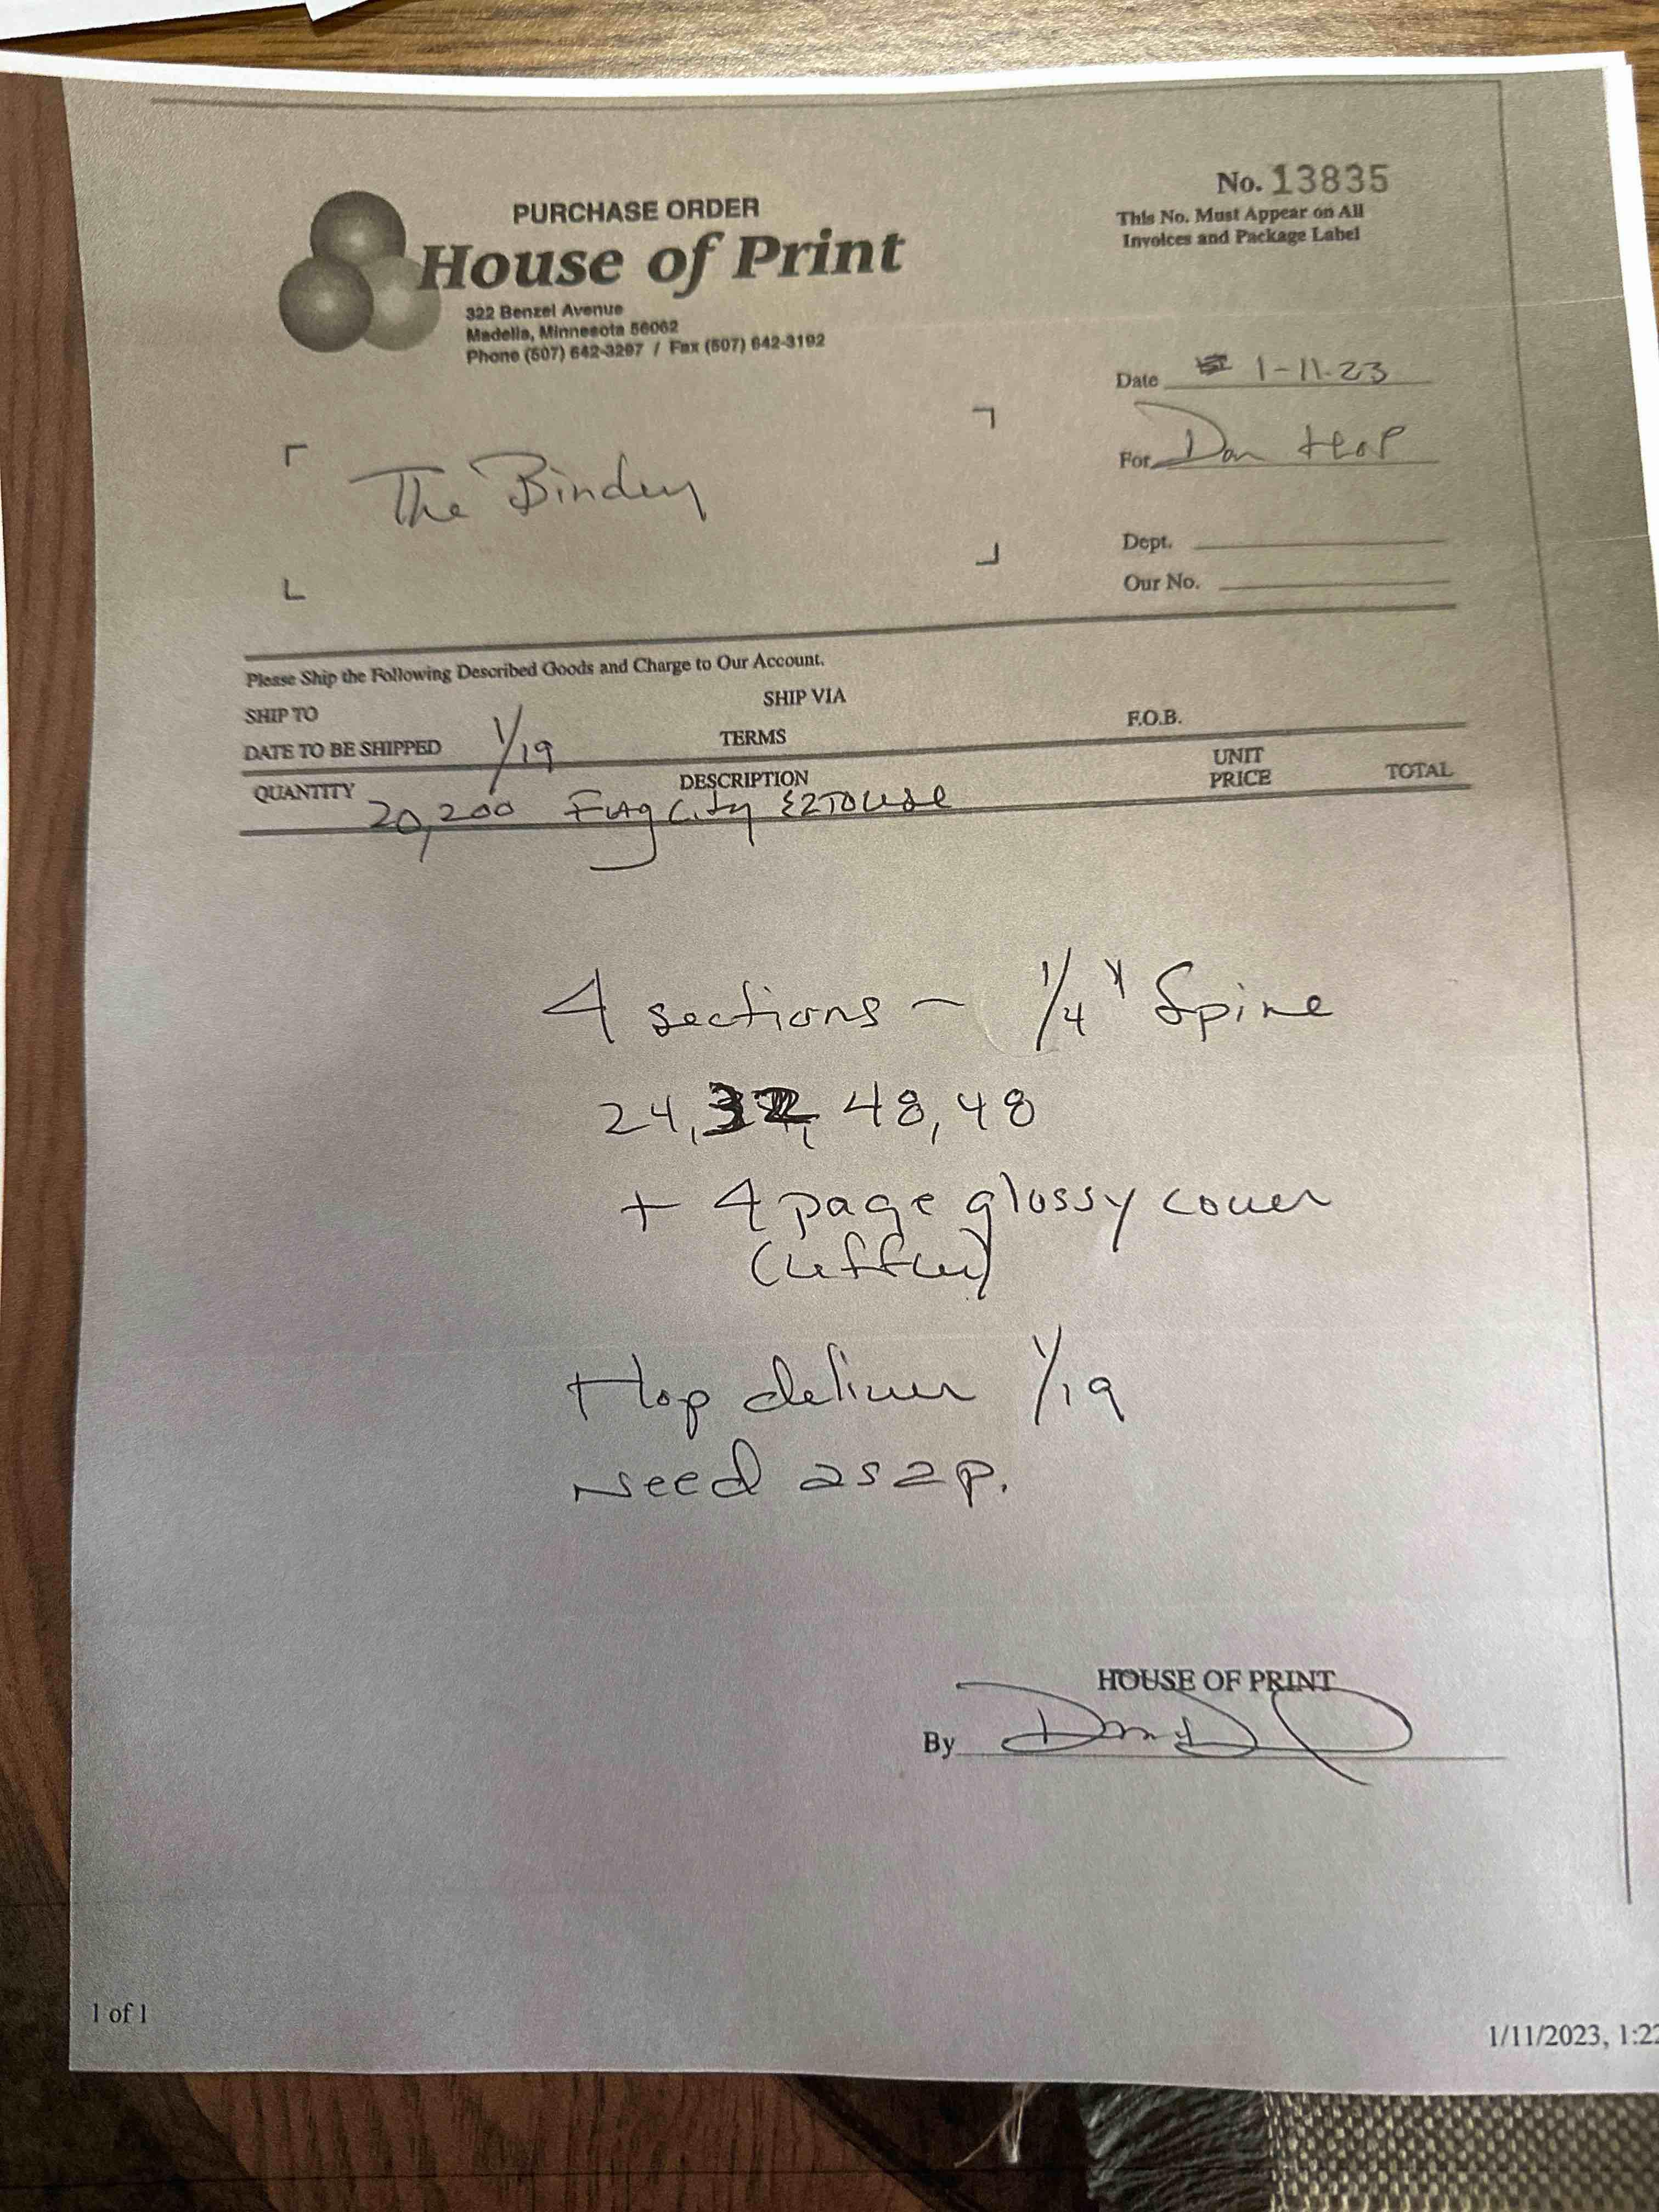 No. 13835
This No. Must Appear on All
Invoices and Package Label
PURCHASE ORDER
House of Print
322 Benzel Avenue
Madelia, Minnesota 56062
Phone (507) 642-3297 / Fax (507) 642-3192
Date 1-11-23
For Don HOP
The Bindery
Dept.
Our No.
Please Ship the Following Described Goods and Charge to Our Account.
SHIP TO
SHIP VIA
F.O.B.
DATE TO BE SHIPPED 1/19
TERMS
QUANTITY DESCRIPTION UNIT PRICE TOTAL
20,200 City EZTOUSE
4 sections - 1/4" Spine
24, 32, 48, 48
+ 4 page glossy cover
Hop deliver 1/19
Need asap.
HOUSE OF PRINT
By
1 of 1
1/11/2023, 1:22